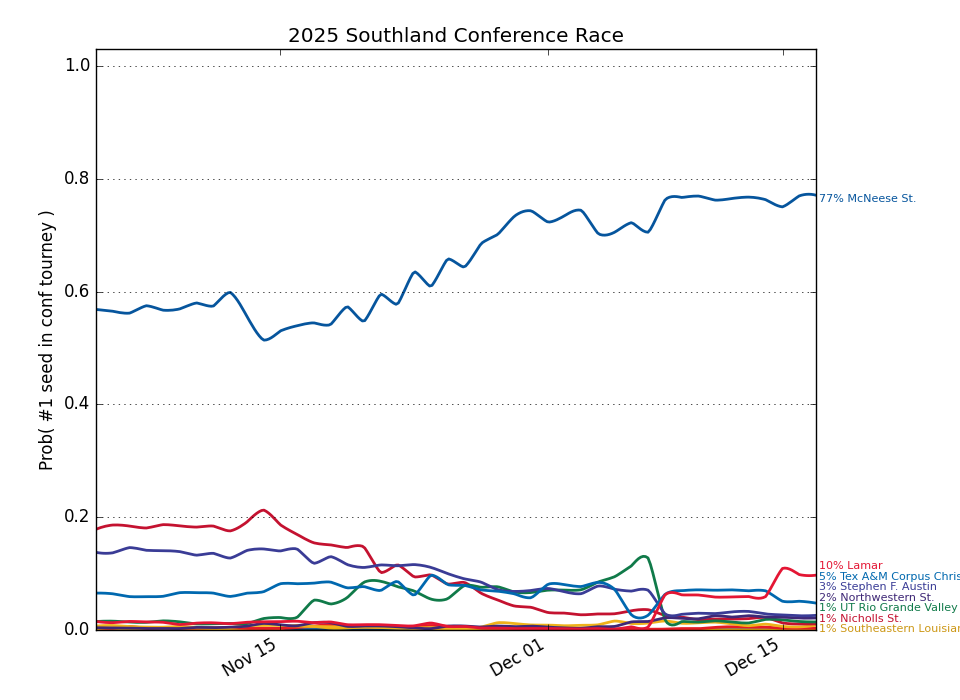 2025 Southland Conference Race
Prob( #1 seed in conf tourney )
1.0
0.8
0.6
0.4
0.2
0.0
Nov 15
Dec 01
Dec 15
77% McNeese St.
10% Lamar
5% Tex A&M Corpus Chris
3% Stephen F. Austin
2% Northwestern St.
1% UT Rio Grande Valley
1% Nicholls St.
1% Southeastern Louisian